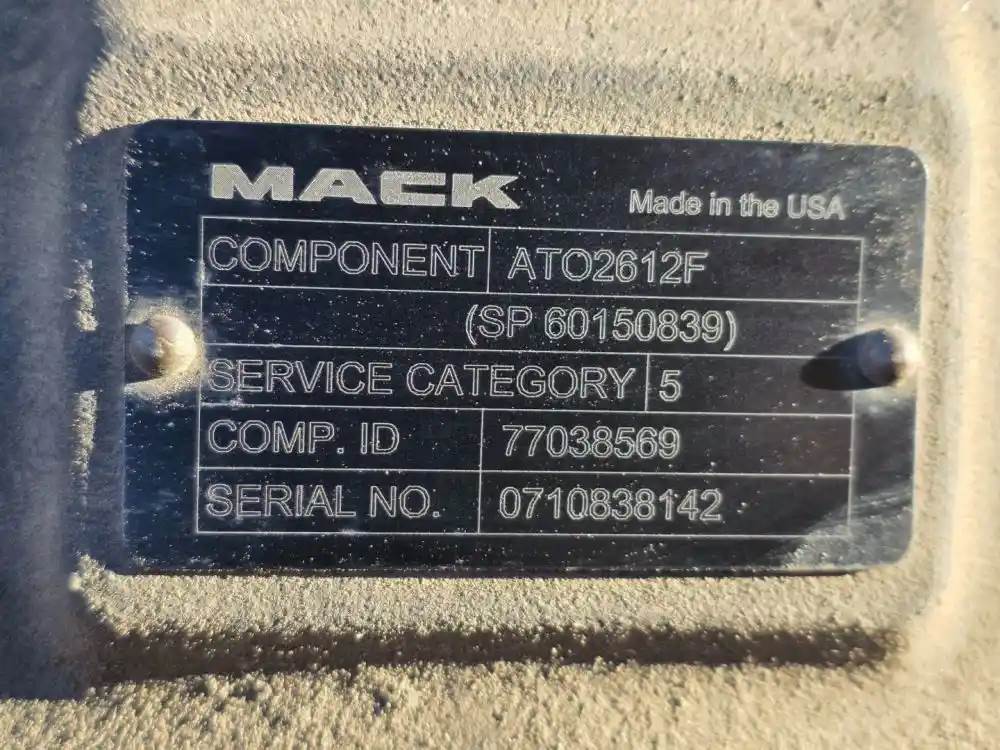 MACK
Made in the USA
COMPONENT ATO2612F
(SP 60150839)
SERVICE CATEGORY 5
COMP. ID 77038569
SERIAL NO. 0710838142